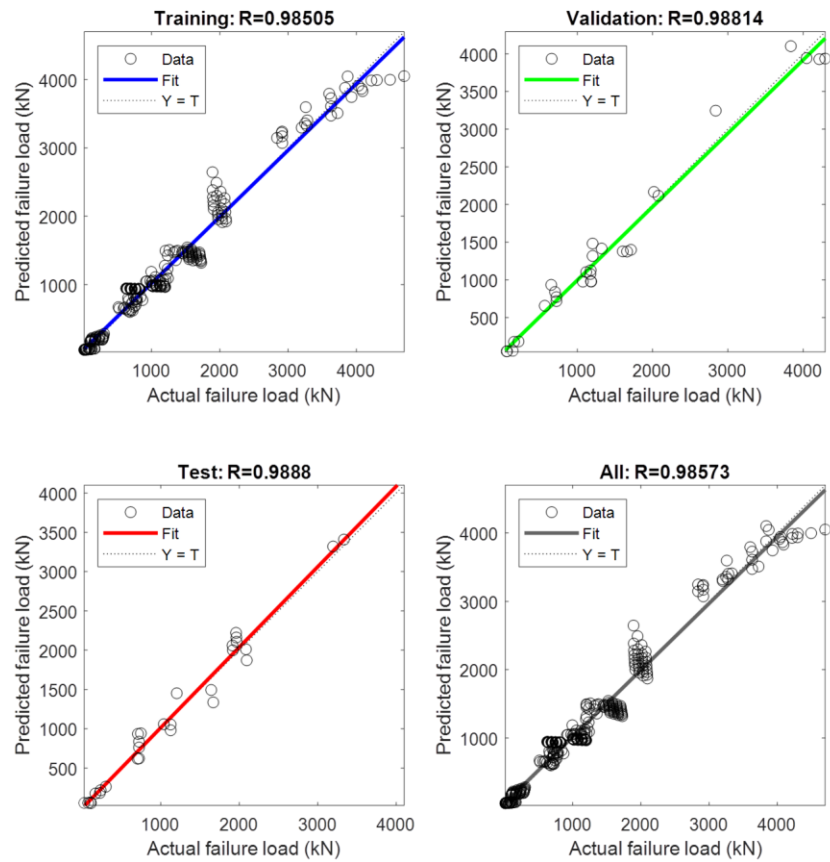 Training: R=0.98505
Data
Fit
Y = T
4000
3000
2000
1000
Predicted failure load (kN)
1000 2000 3000 4000
Actual failure load (kN)
Validation: R=0.98814
Data
Fit
Y = T
4000
3500
3000
2500
2000
1500
1000
500
Predicted failure load (kN)
1000 2000 3000 4000
Actual failure load (kN)
Test: R=0.9888
Data
Fit
Y = T
4000
3500
3000
2500
2000
1500
1000
500
Predicted failure load (kN)
1000 2000 3000 4000
Actual failure load (kN)
All: R=0.98573
Data
Fit
Y = T
4000
3000
2000
1000
Predicted failure load (kN)
1000 2000 3000 4000
Actual failure load (kN)